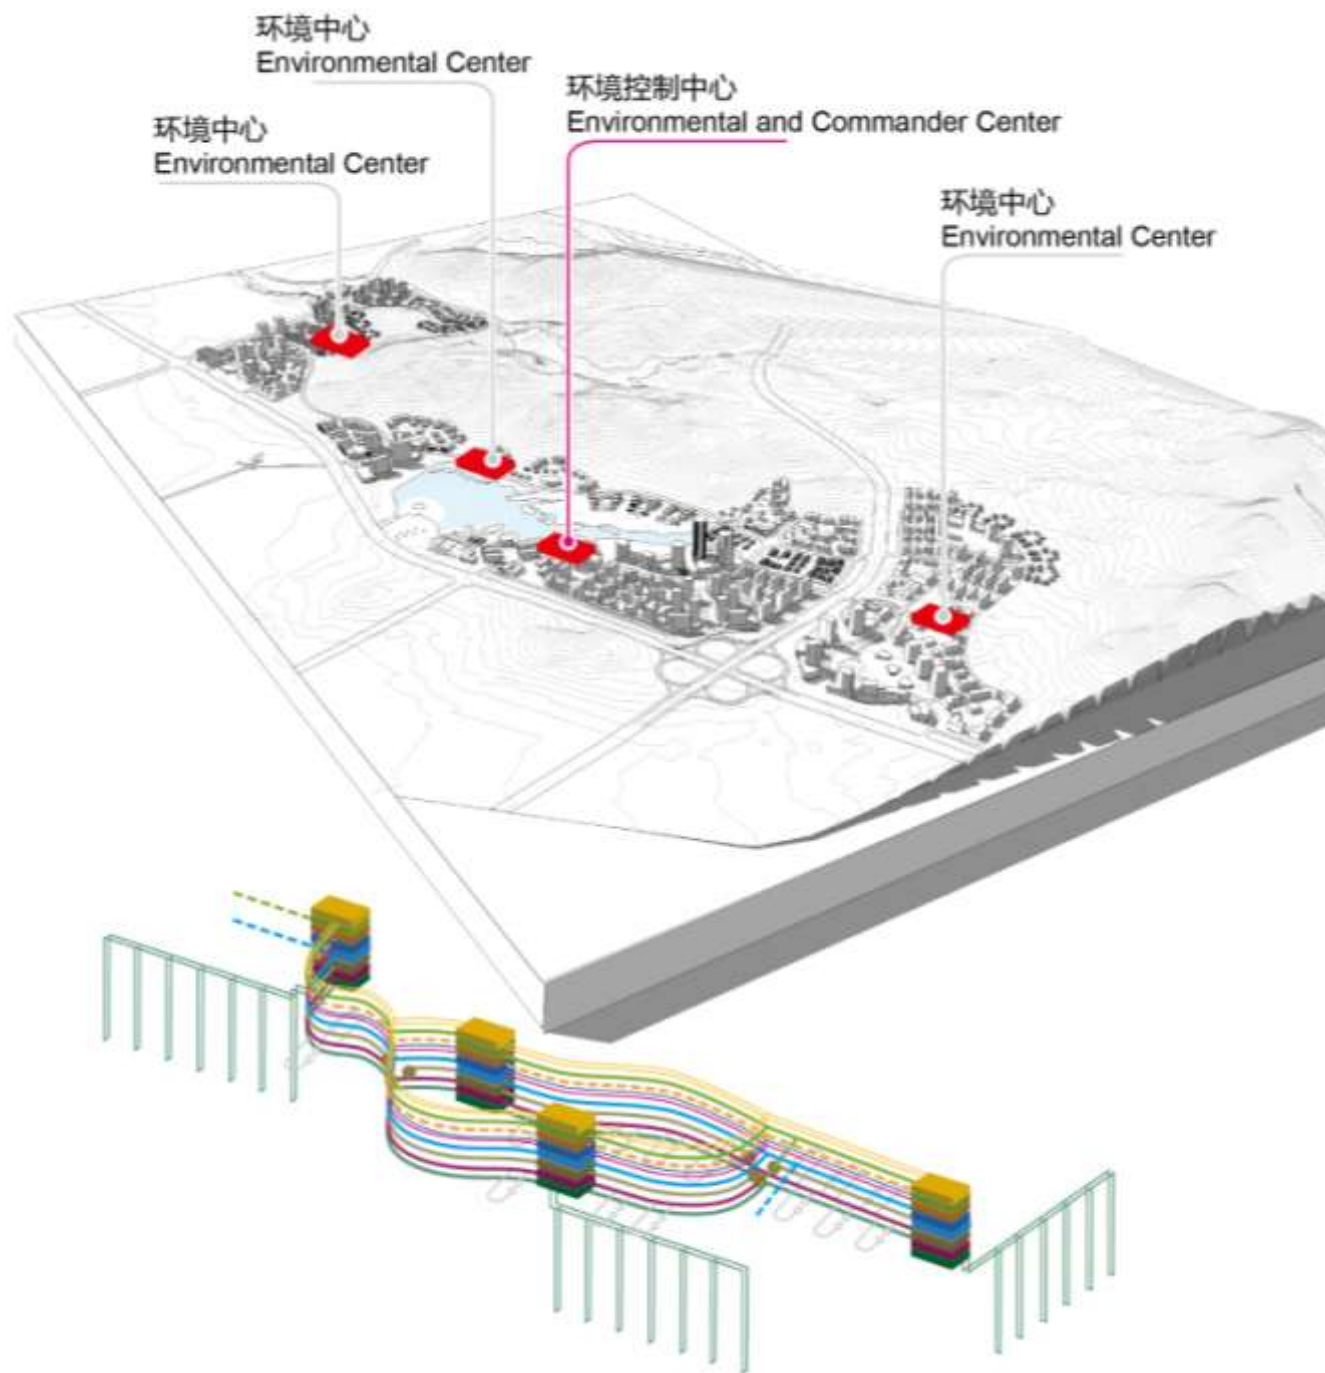 环境中心
Environmental Center
环境控制中心
Environmental and Commander Center
环境中心
Environmental Center
环境中心
Environmental Center